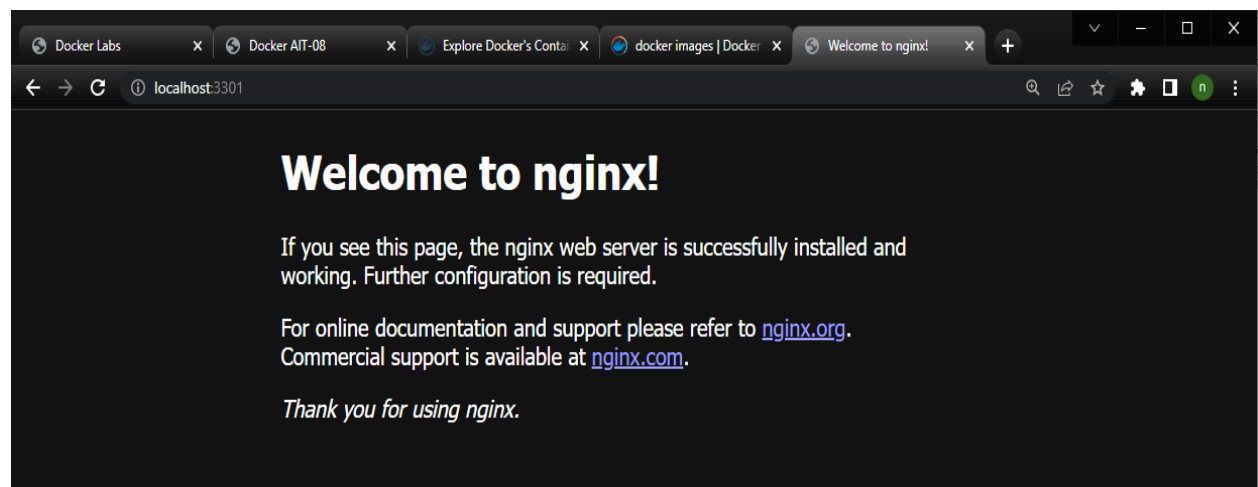 Docker Labs
Docker AIT-08
Explore Docker's Contai
docker images | Docker
Welcome to nginx!
localhost:3301
n
Welcome to nginx!
If you see this page, the nginx web server is successfully installed and
working. Further configuration is required.
For online documentation and support please refer to nginx.org.
Commercial support is available at nginx.com.
Thank you for using nginx.